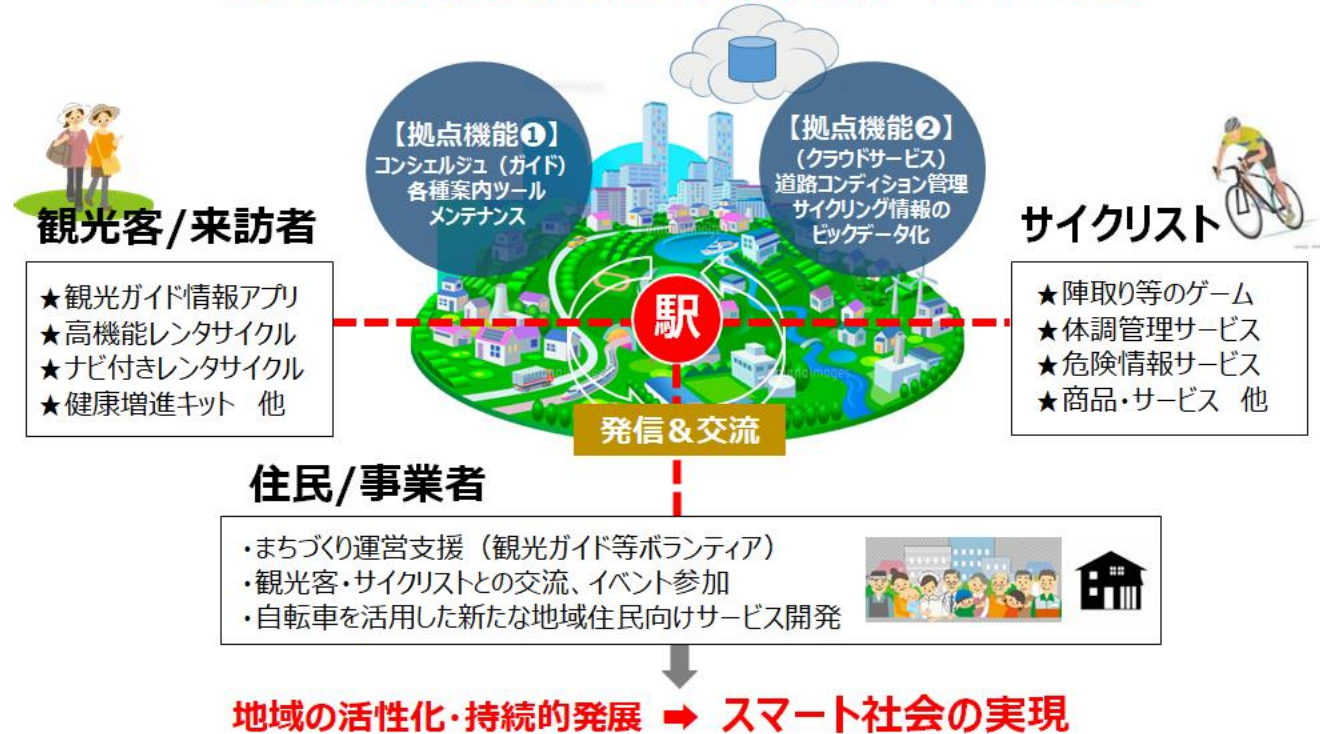 【拠点機能❶】
コンシェルジュ（ガイド）
各種案内ツール
メンテナンス
【拠点機能❷】
（クラウドサービス）
道路コンディション管理
サイクリング情報の
ビックデータ化
観光客/来訪者
★観光ガイド情報アプリ
★高機能レンタサイクル
★ナビ付きレンタサイクル
★健康増進キット 他
サイクリスト
★陣取り等のゲーム
★体調管理サービス
★危険情報サービス
★商品・サービス 他
駅
発信＆交流
住民/事業者
・まちづくり運営支援（観光ガイド等ボランティア）
・観光客・サイクリストとの交流、イベント参加
・自転車を活用した新たな地域住民向けサービス開発
地域の活性化・持続的発展 ➡ スマート社会の実現